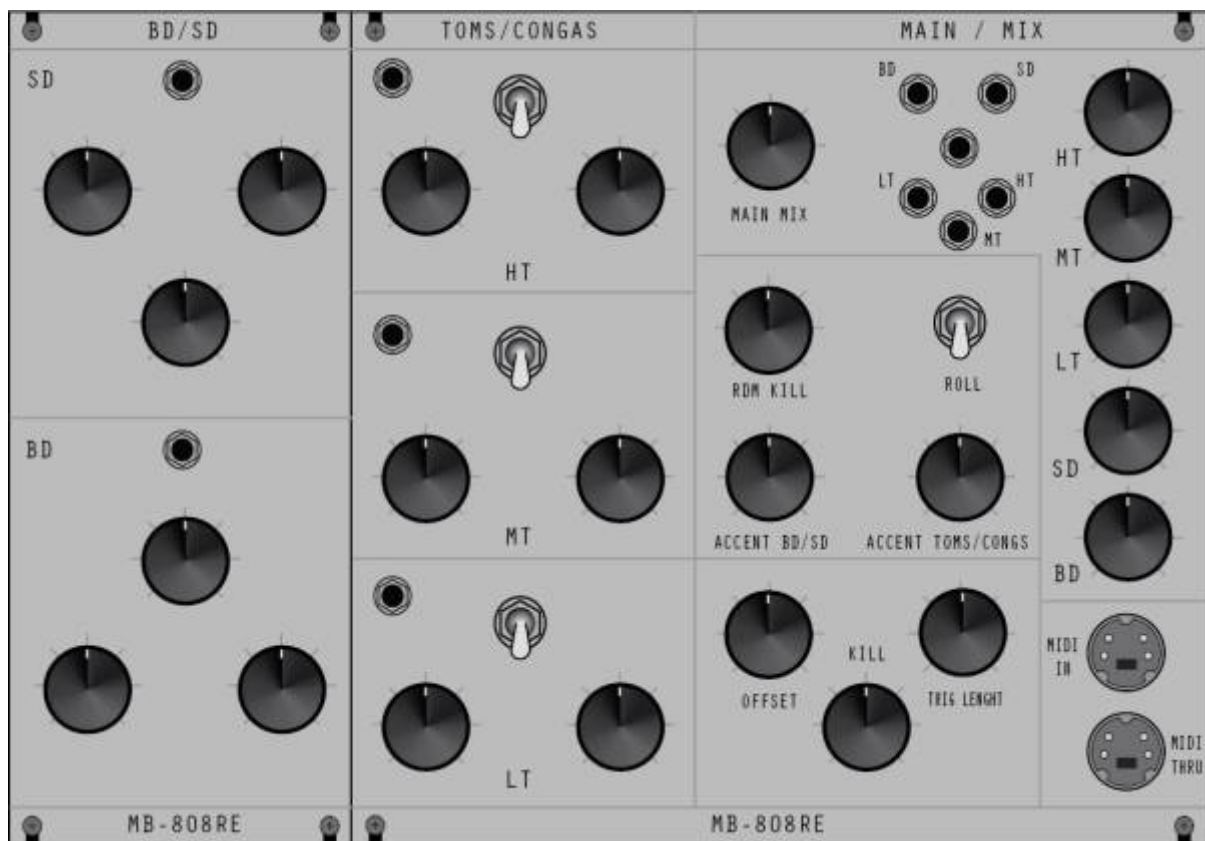 BD/SD
TOMS/CONGAS
MAIN / MIX
SD
BD
HT
MT
LT
BD
SD
LT
HT
MT
MAIN MIX
RDM KILL
ROLL
ACCENT BD/SD
ACCENT TOMS/CONGS
OFFSET
KILL
TRIG LENGHT
HT
MT
LT
SD
BD
MIDI
IN
MIDI
THRU
MB-808RE
MB-808RE